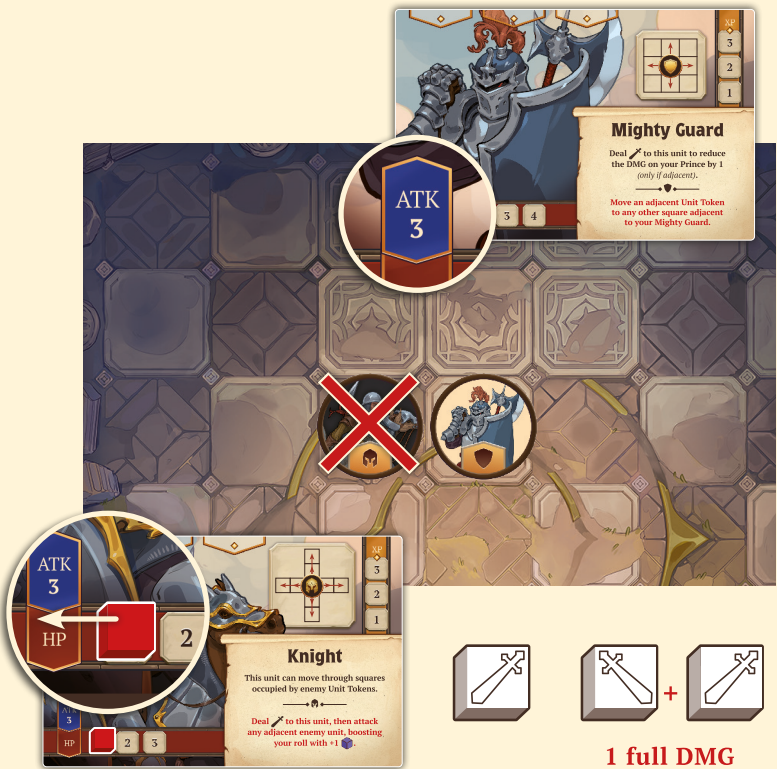 XP
3
2
1
Mighty Guard
Deal to this unit to reduce
the DMG on your Prince by 1
(only if adjacent).
Move an adjacent Unit Token
to any other square adjacent
to your Mighty Guard.
3 4
ATK
3
ATK
3
HP
2
XP
3
2
1
Knight
This unit can move through squares
occupied by enemy Unit Tokens.
Deal to this unit, then attack
any adjacent enemy unit, boosting
your roll with +1 .
ATK
3
HP
2 3
+
1 full DMG